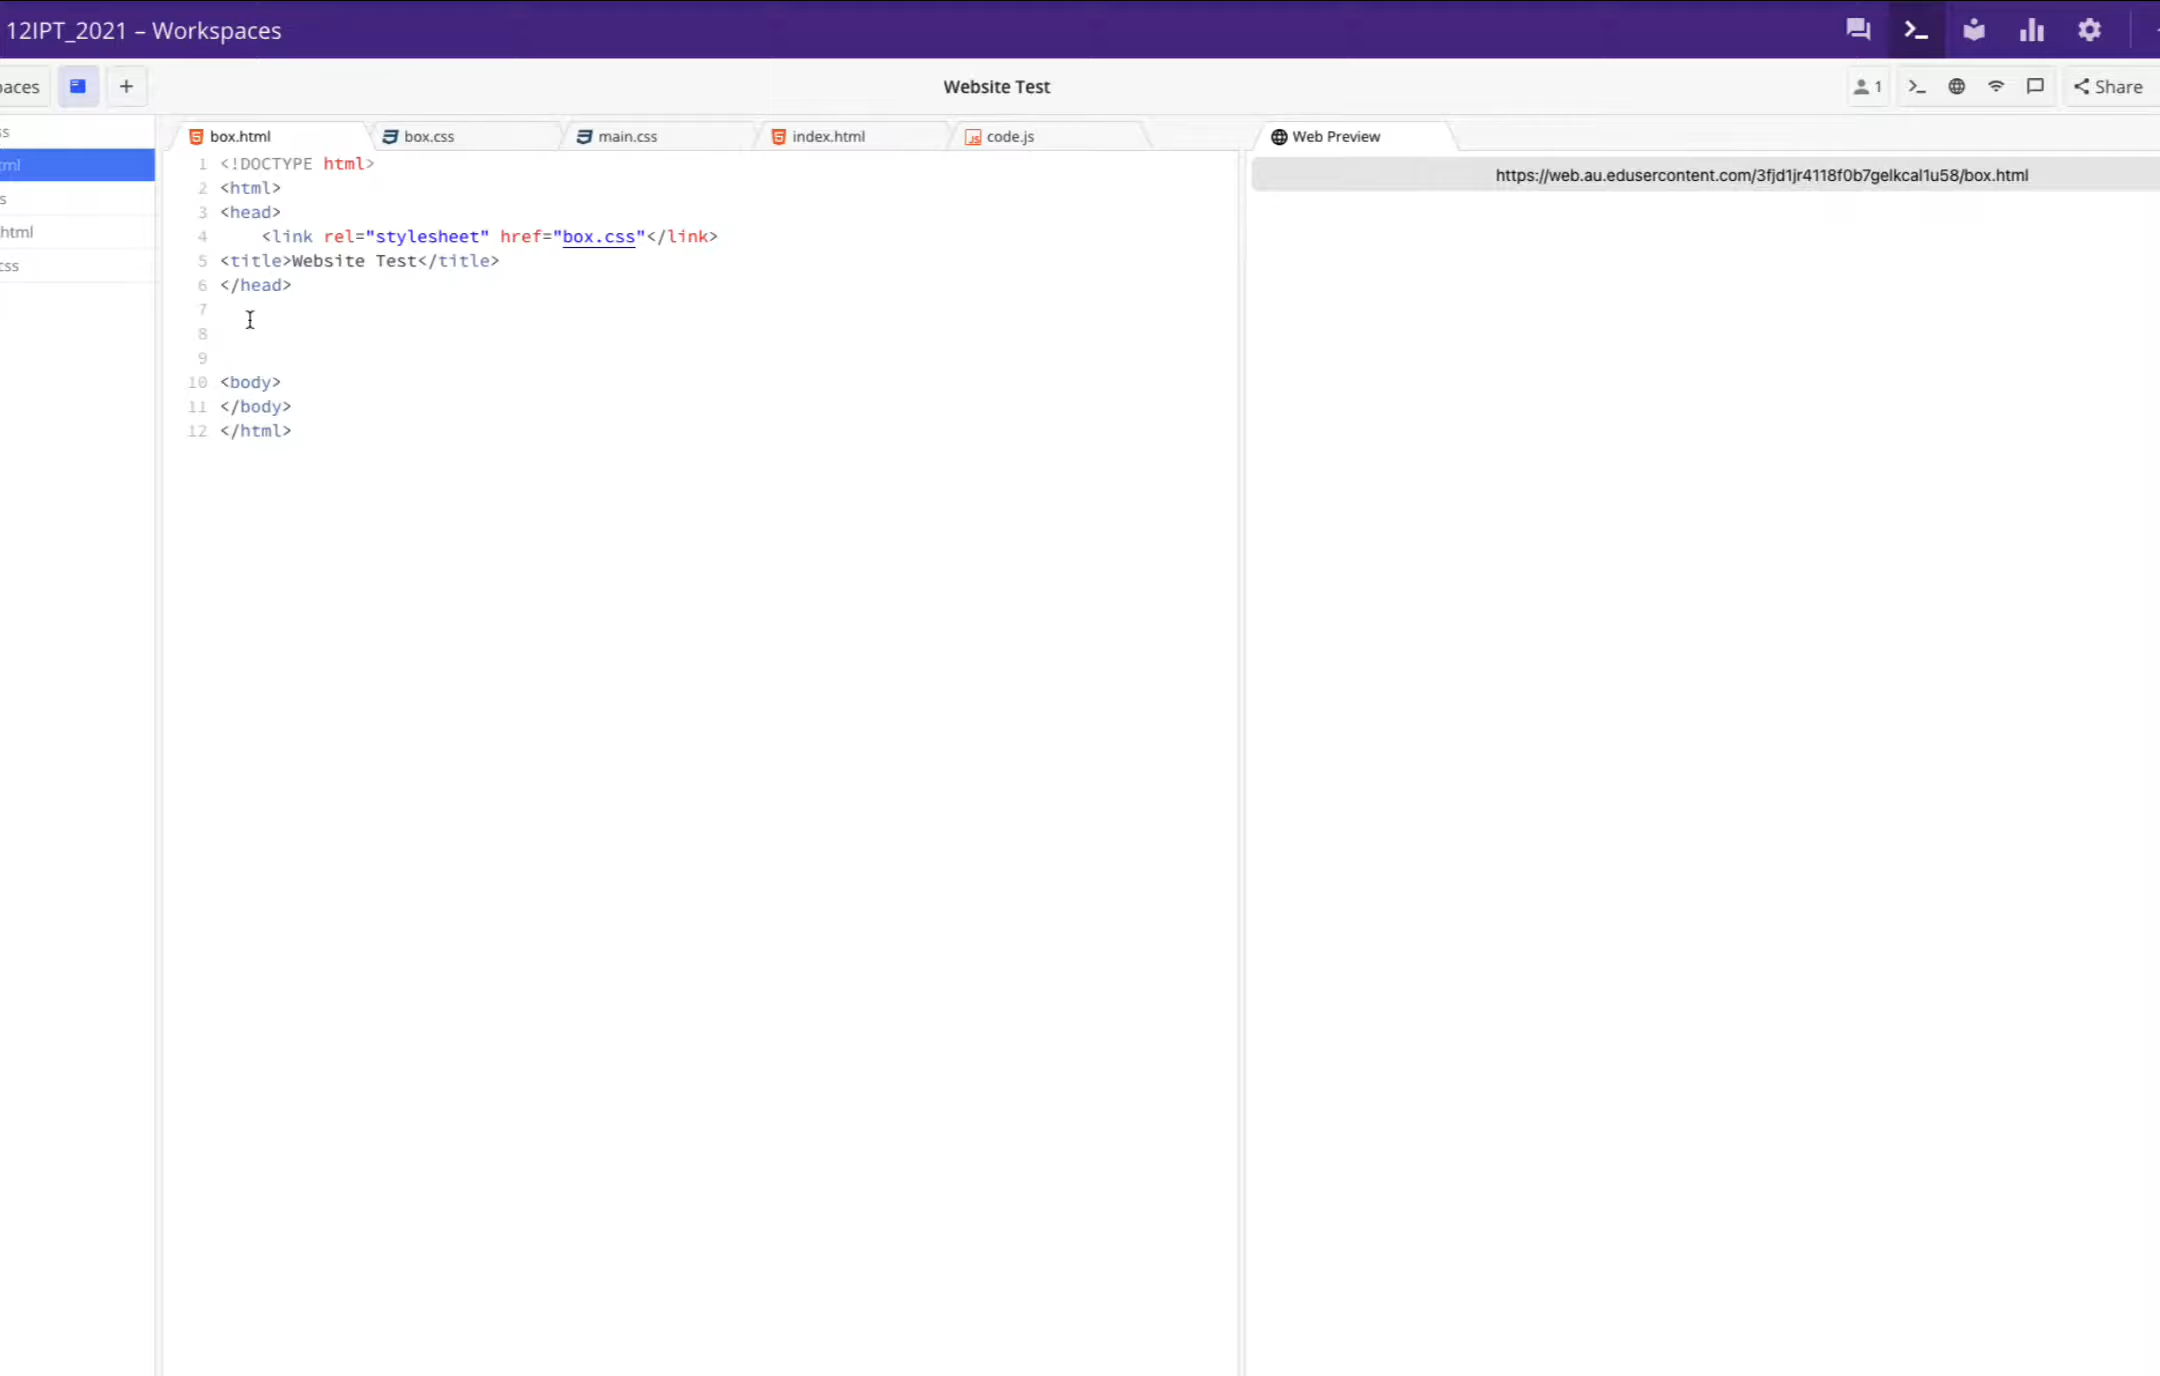 12IPT_2021 – Workspaces
paces
Website Test
1
Share
ss
tml
s
html
css
box.html
box.css
main.css
index.html
code.js
Web Preview
https://web.au.edusercontent.com/3fjd1jr4118f0b7gelkcal1u58/box.html
1 <!DOCTYPE html>
2 <html>
3 <head>
4     <link rel="stylesheet" href="box.css"</link>
5 <title>Website Test</title>
6 </head>
7
8
9
10 <body>
11 </body>
12 </html>